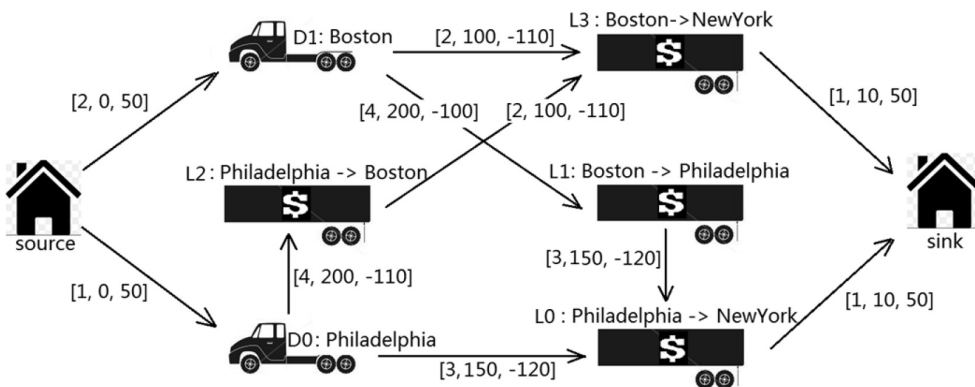 D1: Boston
[2, 100, -110]
L3 : Boston->NewYork
$
[2, 0, 50]
[4, 200, -100]
[2, 100, -110]
[1, 10, 50]
L2 : Philadelphia -> Boston
$
L1: Boston -> Philadelphia
$
source
sink
[4, 200, -110]
[3,150, -120]
[1, 0, 50]
[1, 10, 50]
D0: Philadelphia
L0 : Philadelphia -> NewYork
$
[3,150, -120]